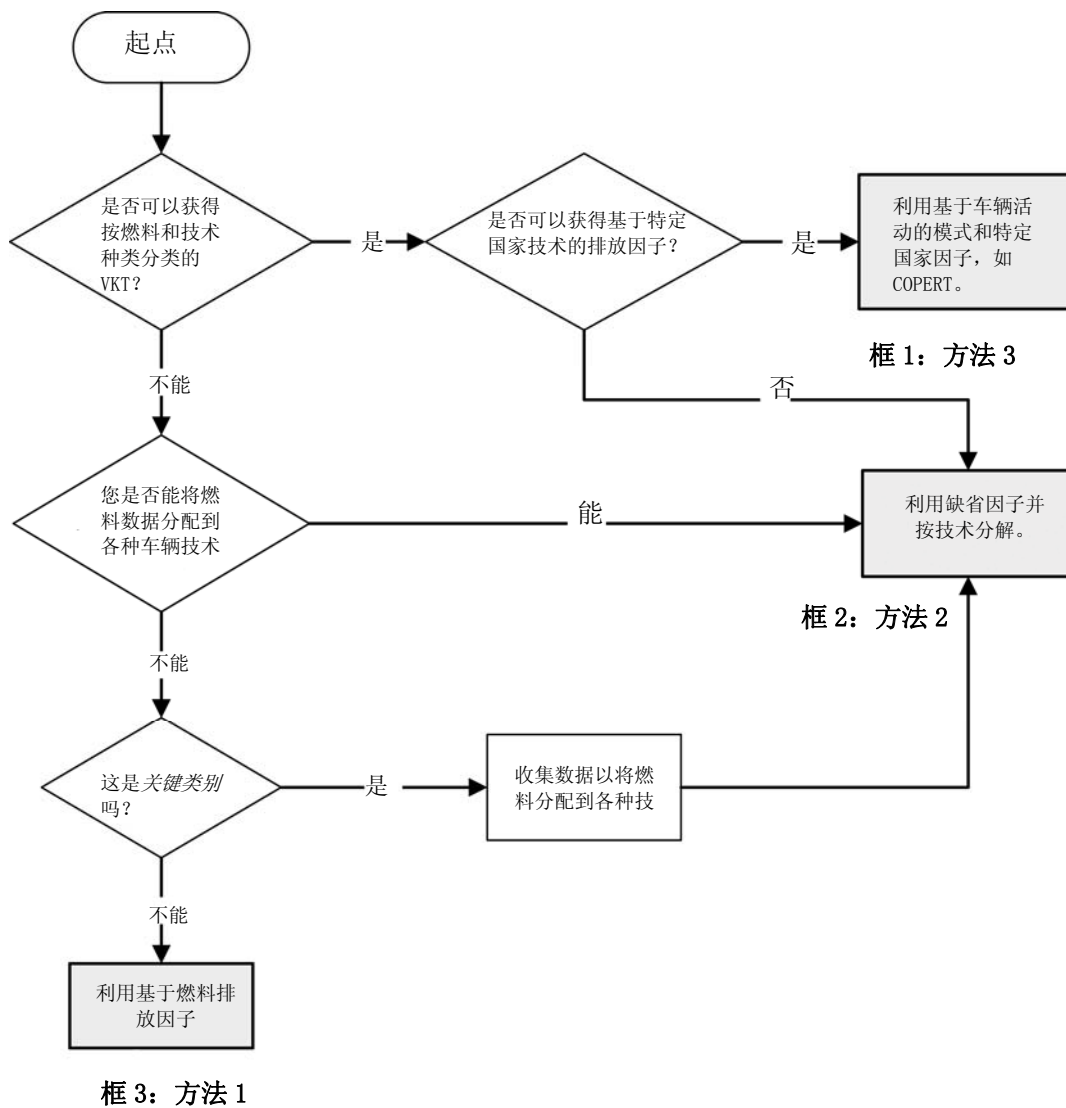 起点
是否可以获得
按燃料和技术
种类分类的
VKT?
是
是否可以获得基于特定
国家技术的排放因子?
是
利用基于车辆活
动的模式和特定
国家因子，如
COPERT。
框 1：方法 3
不能
否
您是否能将燃
料数据分配到
各种车辆技术
能
利用缺省因子并
按技术分解。
框 2：方法 2
不能
这是关键类别
吗?
是
收集数据以将燃
料分配到各种技
不能
利用基于燃料排
放因子
框 3：方法 1